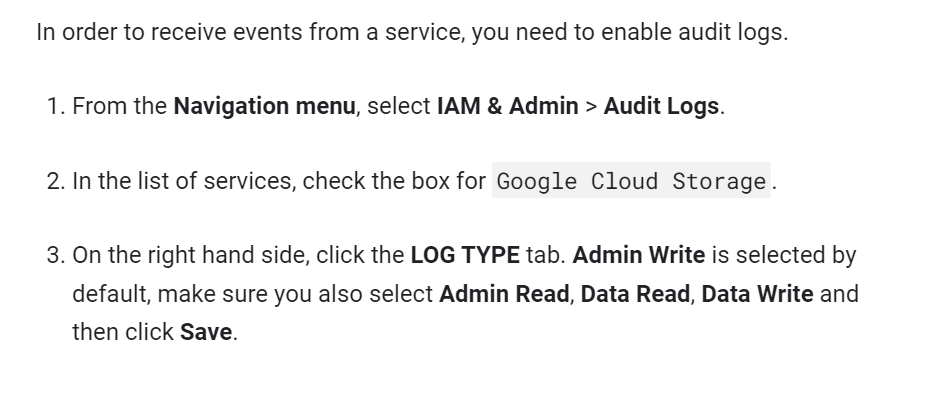 In order to receive events from a service, you need to enable audit logs.
1. From the Navigation menu, select IAM & Admin > Audit Logs.
2. In the list of services, check the box for Google Cloud Storage.
3. On the right hand side, click the LOG TYPE tab. Admin Write is selected by
default, make sure you also select Admin Read, Data Read, Data Write and
then click Save.